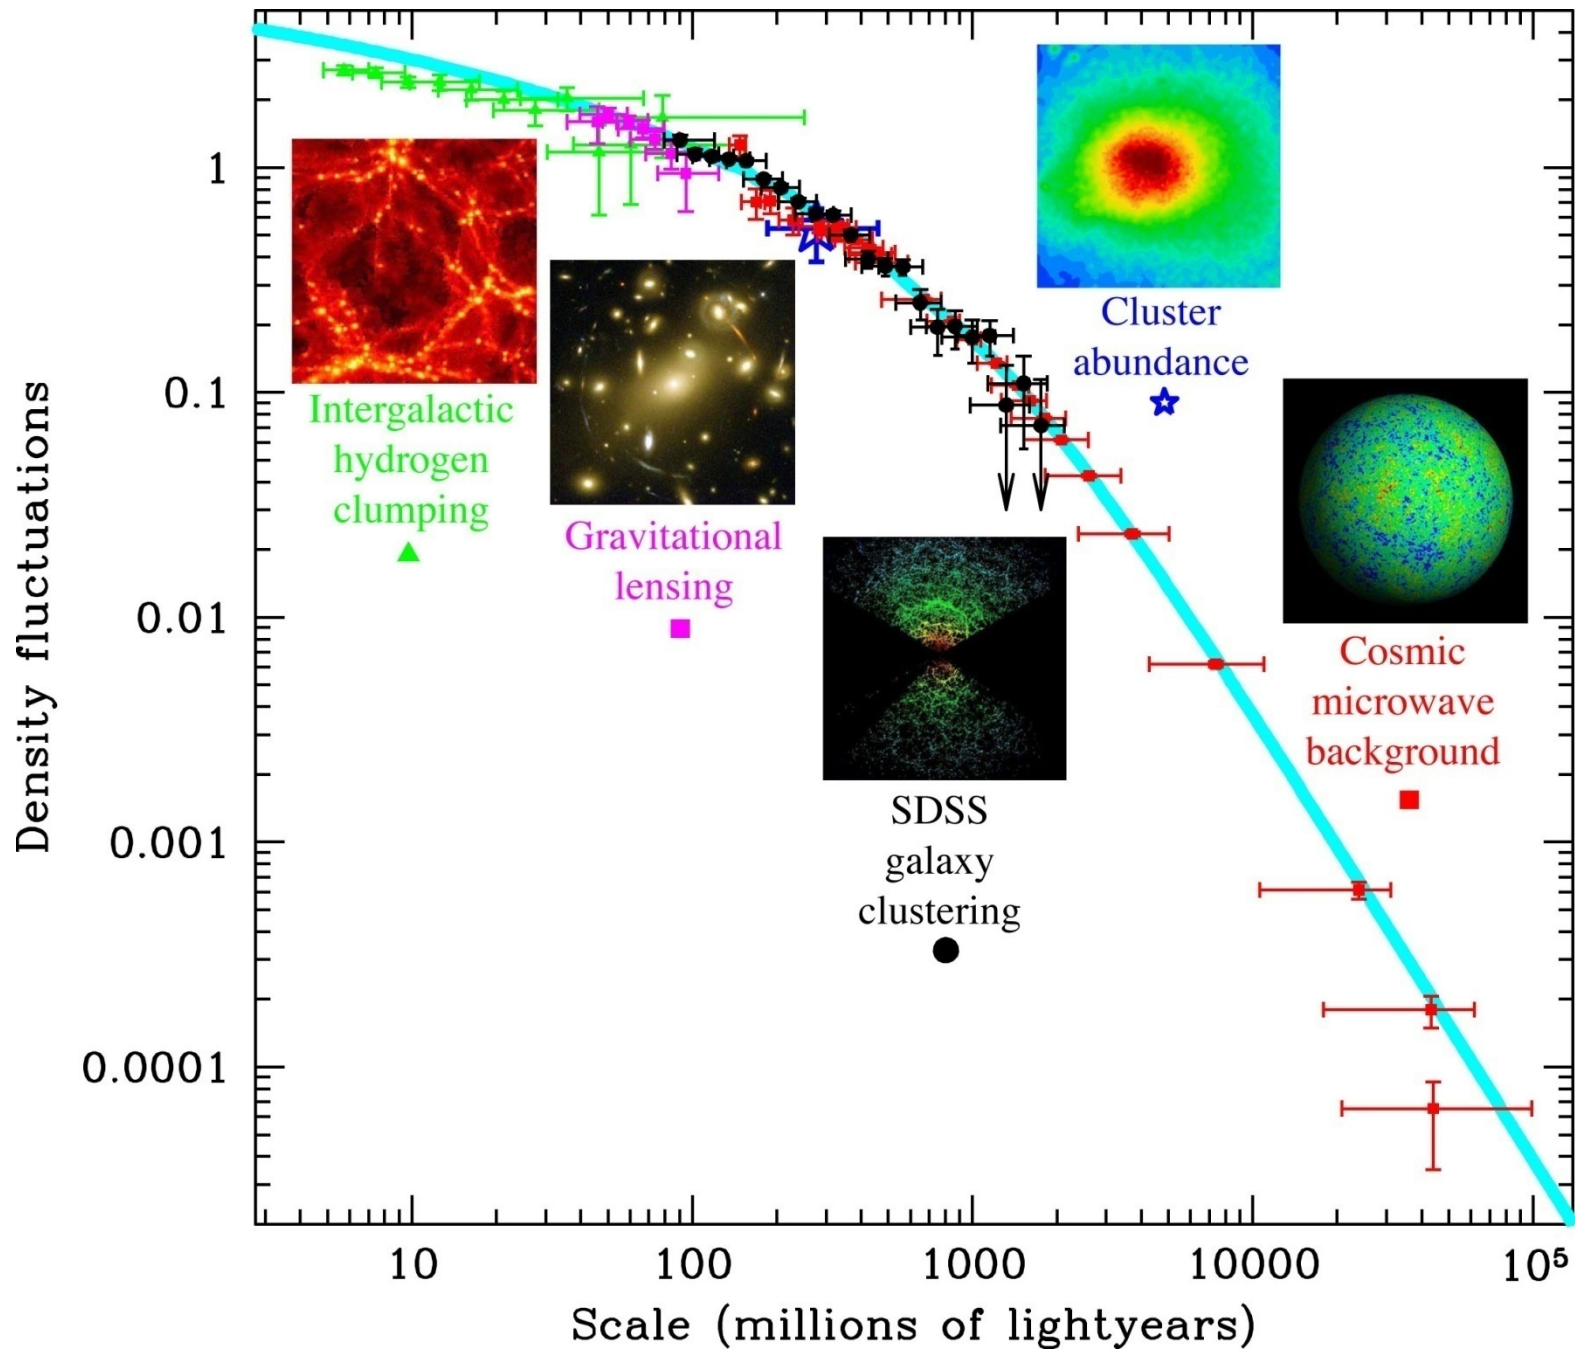 Density fluctuations
1
0.1
0.01
0.001
0.0001
Intergalactic
hydrogen
clumping
Gravitational
lensing
SDSS
galaxy
clustering
Cluster
abundance
Cosmic
microwave
background
10
100
1000
10000
10⁵
Scale (millions of lightyears)